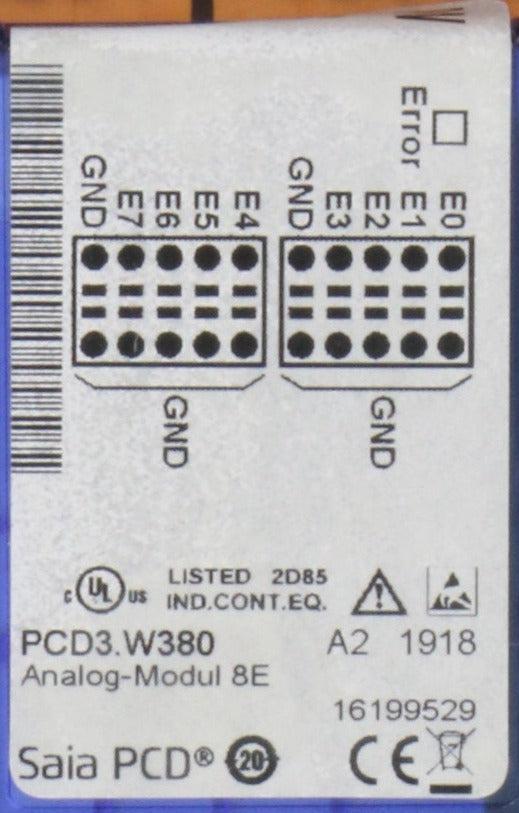 Error
GND E7 E6 E5 E4 GND E3 E2 E1 E0
GND GND
C UL US LISTED 2D85
IND.CONT.EQ.
PCD3.W380 A2 1918
Analog-Modul 8E
16199529
Saia PCD® 20 CE